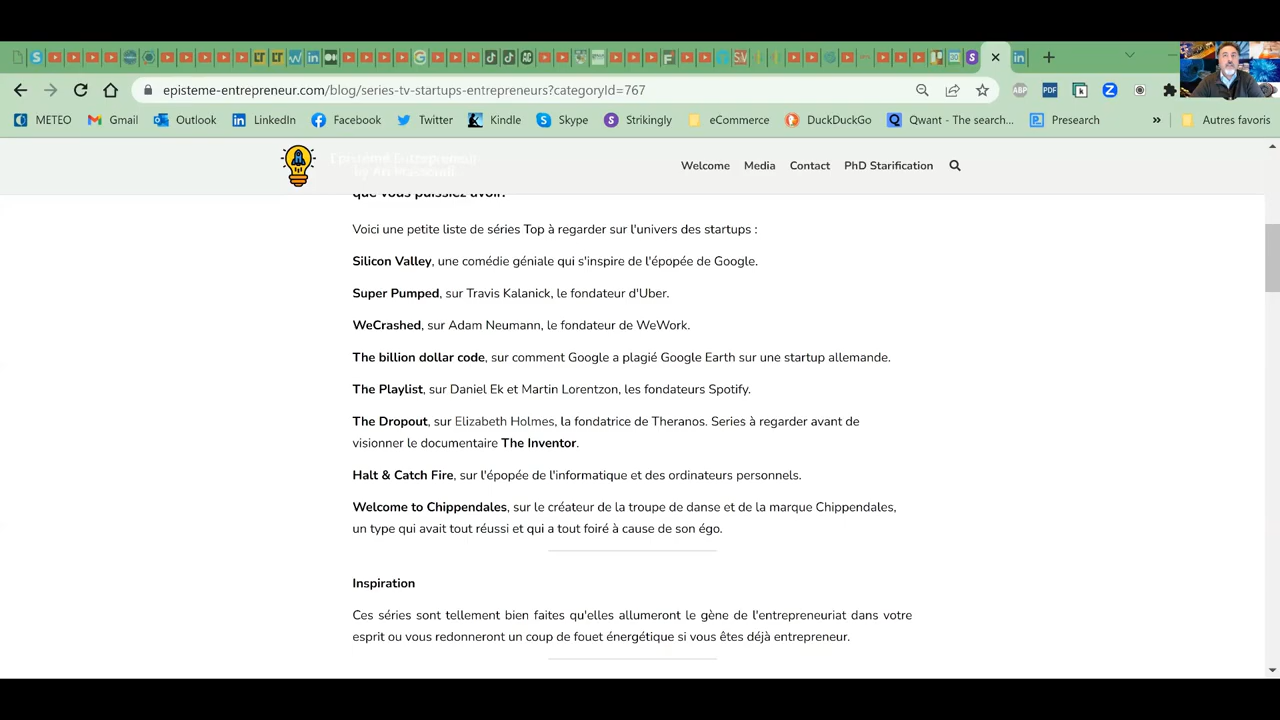 episteme-entrepreneur.com/blog/series-tv-startups-entrepreneurs?categoryId=767
METEO Gmail Outlook LinkedIn Facebook Twitter Kindle Skype Strikingly eCommerce DuckDuckGo Qwant - The search... Presearch » Autres favoris
Episteme Entrepreneur
Welcome Media Contact PhD Starification
que vous puissiez avoir.
Voici une petite liste de séries Top à regarder sur l'univers des startups :
Silicon Valley, une comédie géniale qui s'inspire de l'épopée de Google.
Super Pumped, sur Travis Kalanick, le fondateur d'Uber.
WeCrashed, sur Adam Neumann, le fondateur de WeWork.
The billion dollar code, sur comment Google a plagié Google Earth sur une startup allemande.
The Playlist, sur Daniel Ek et Martin Lorentzon, les fondateurs Spotify.
The Dropout, sur Elizabeth Holmes, la fondatrice de Theranos. Series à regarder avant de
visionner le documentaire The Inventor.
Halt & Catch Fire, sur l'épopée de l'informatique et des ordinateurs personnels.
Welcome to Chippendales, sur le créateur de la troupe de danse et de la marque Chippendales,
un type qui avait tout réussi et qui a tout foiré à cause de son égo.
Inspiration
Ces séries sont tellement bien faites qu'elles allumeront le gène de l'entrepreneuriat dans votre
esprit ou vous redonneront un coup de fouet énergétique si vous êtes déjà entrepreneur.